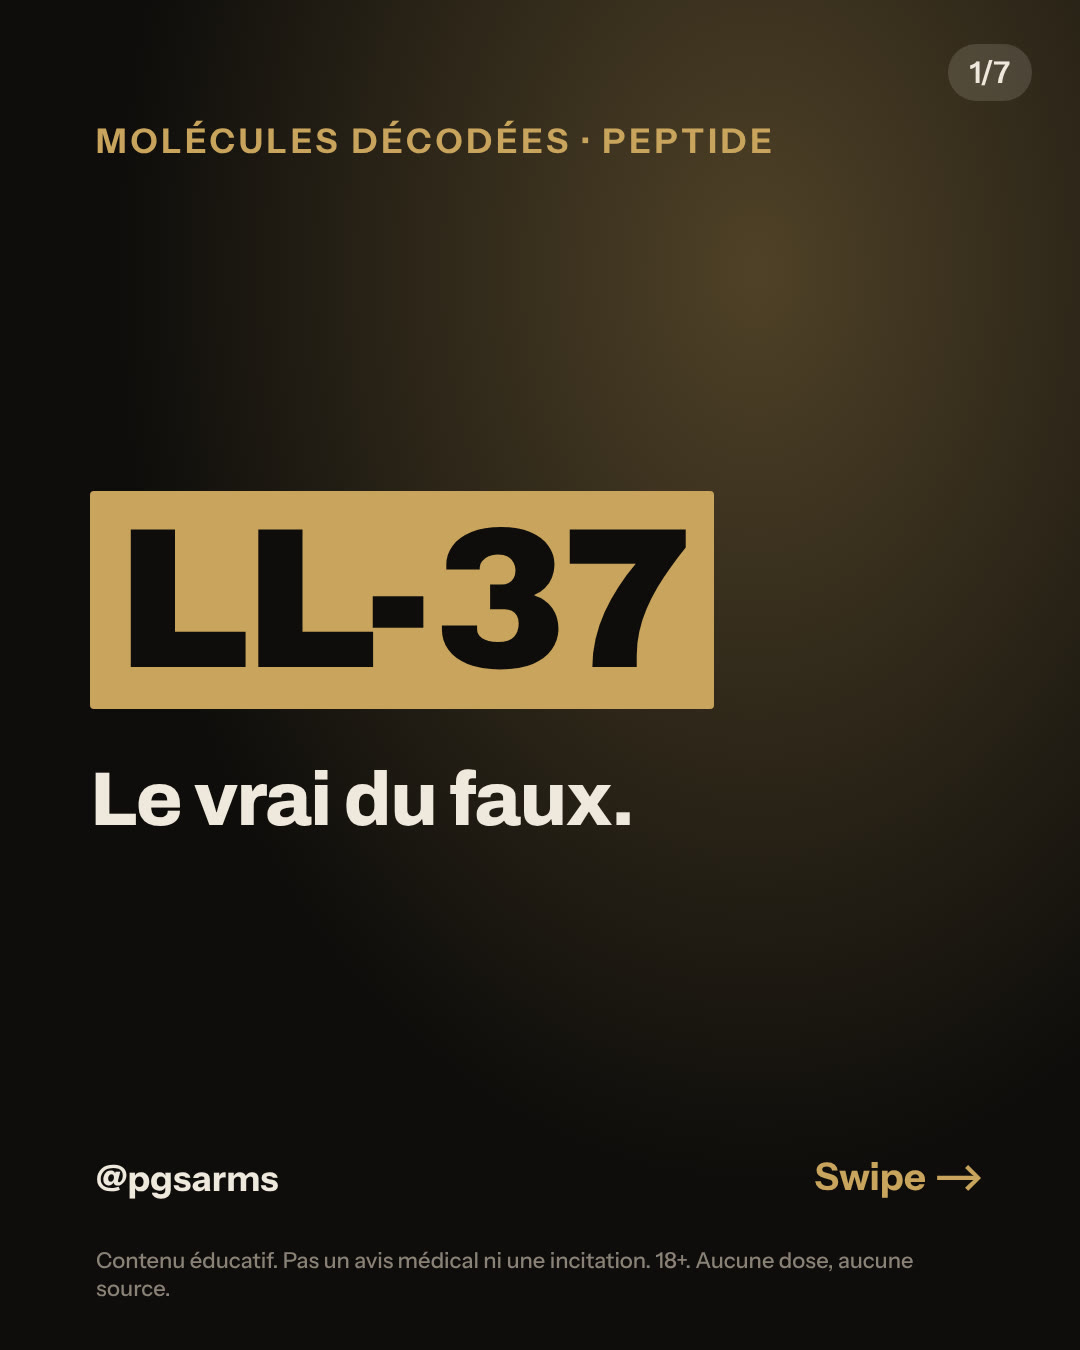 1/7
MOLÉCULES DÉCODÉES · PEPTIDE
LL-37
Le vrai du faux.
@pgsarms
Swipe →
Contenu éducatif. Pas un avis médical ni une incitation. 18+. Aucune dose, aucune
source.